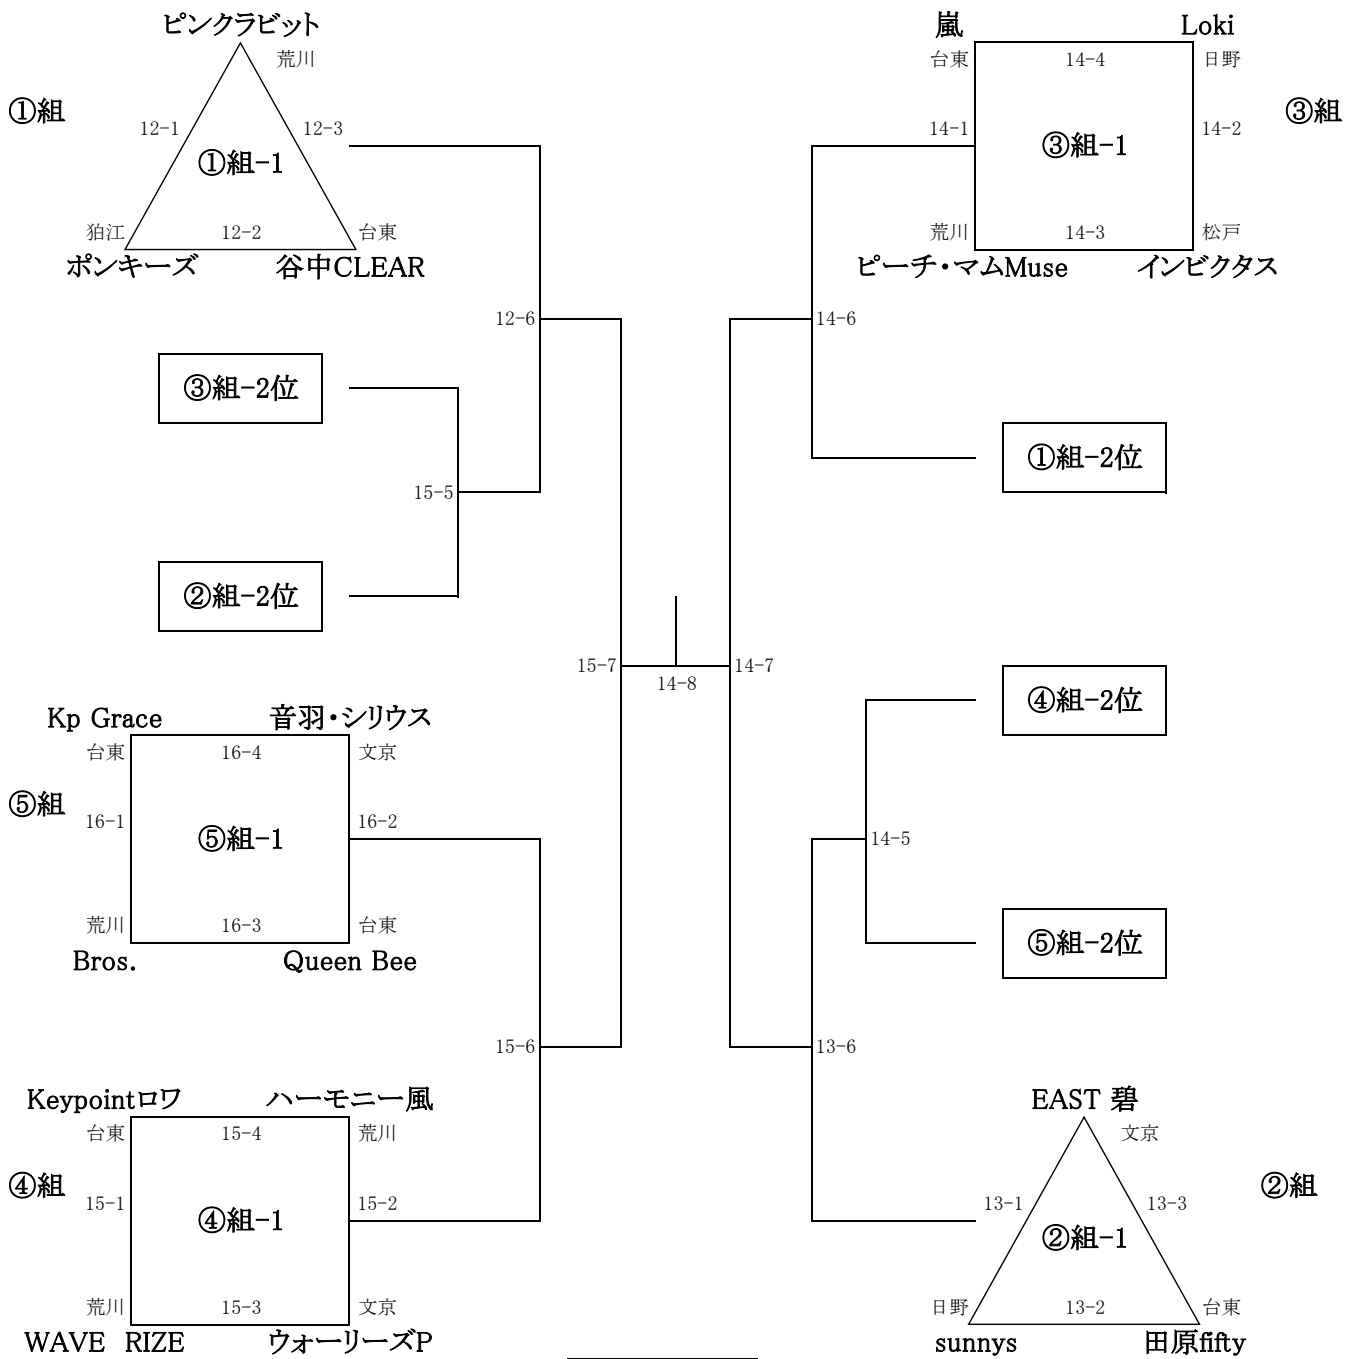 ピンクラビット
荒川
①組
12-1
12-3
①組-1
狛江
12-2
台東
ポンキーズ
谷中CLEAR
嵐
Loki
台東
14-4
日野
③組
14-1
③組-1
14-2
荒川
14-3
松戸
ピーチ・マムMuse
インビクタス
12-6
14-6
③組-2位
①組-2位
15-5
②組-2位
15-7
14-8
14-7
④組-2位
Kp Grace
音羽・シリウス
台東
16-4
文京
⑤組
16-1
⑤組-1
16-2
14-5
荒川
16-3
台東
Bros.
Queen Bee
⑤組-2位
15-6
13-6
Keypointロワ
ハーモニー風
台東
15-4
荒川
④組
15-1
④組-1
15-2
荒川
15-3
文京
WAVE RIZE
ウォーリーズP
EAST 碧
文京
②組
13-1
13-3
②組-1
日野
13-2
台東
sunnys
田原fifty